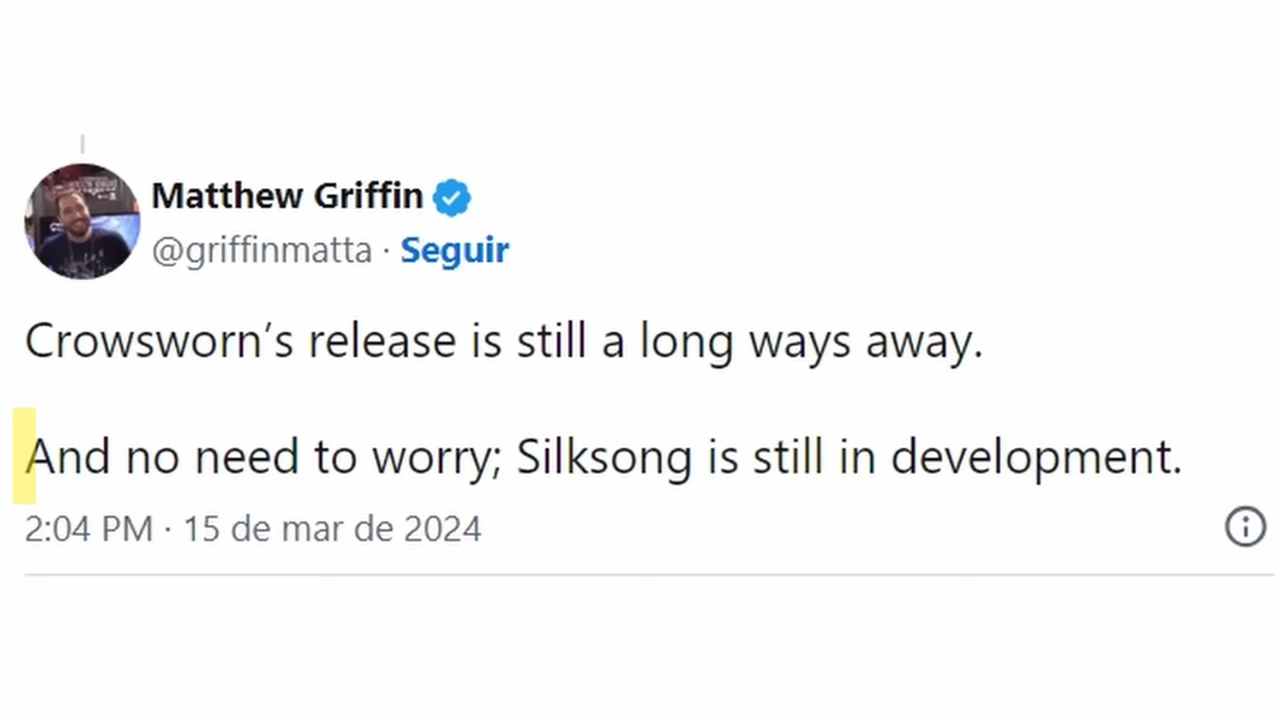 Matthew Griffin
@griffinmatta · Seguir
Crowsworn’s release is still a long ways away.
And no need to worry; Silksong is still in development.
2:04 PM · 15 de mar de 2024